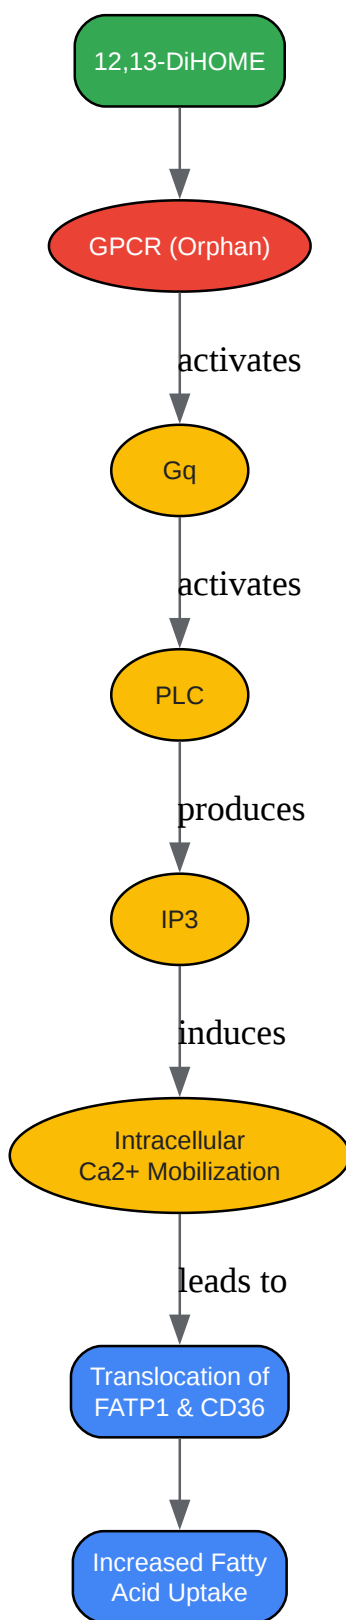 12,13-DiHOME
GPCR (Orphan)
activates
Gq
activates
PLC
produces
IP3
induces
Intracellular
Ca2+ Mobilization
leads to
Translocation of
FATP1 & CD36
Increased Fatty
Acid Uptake